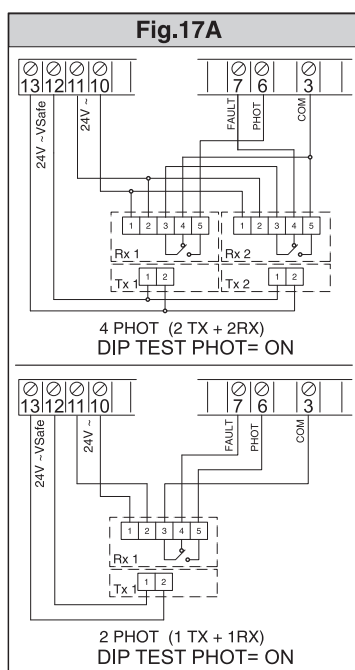 Fig.17A
13 12 11 10 7 6 3
24V ~VSafe
24V ~
FAULT
PHOT
COM
1 2 3 4 5 1 2 3 4 5
Rx 1 Rx 2
Tx 1 1 2 Tx 2 1 2
4 PHOT (2 TX + 2RX)
DIP TEST PHOT= ON
13 12 11 10 7 6 3
24V ~VSafe
24V ~
FAULT
PHOT
COM
1 2 3 4 5
Rx 1
Tx 1 1 2
2 PHOT (1 TX + 1RX)
DIP TEST PHOT= ON